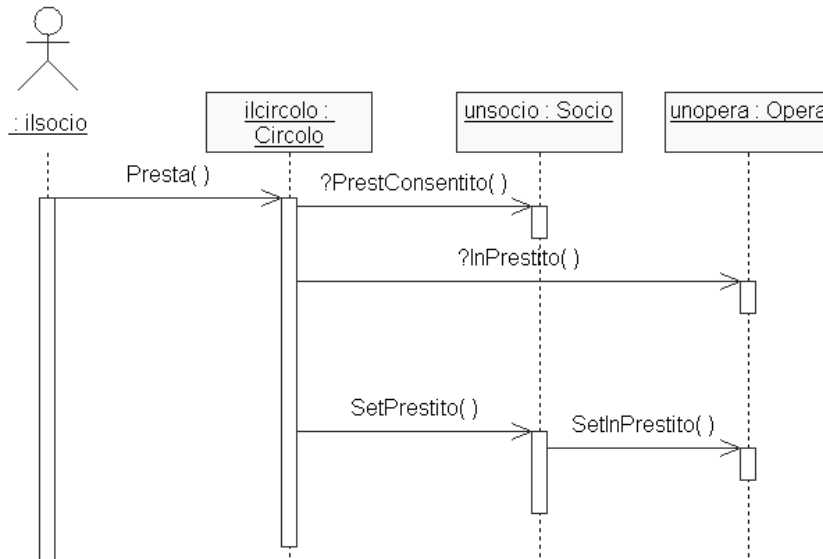 : ilsocio
ilcircolo :
Circolo
unsocio : Socio
unopera : Opera
Presta( )
?PrestConsentito( )
?InPrestito( )
SetPrestito( )
SetInPrestito( )